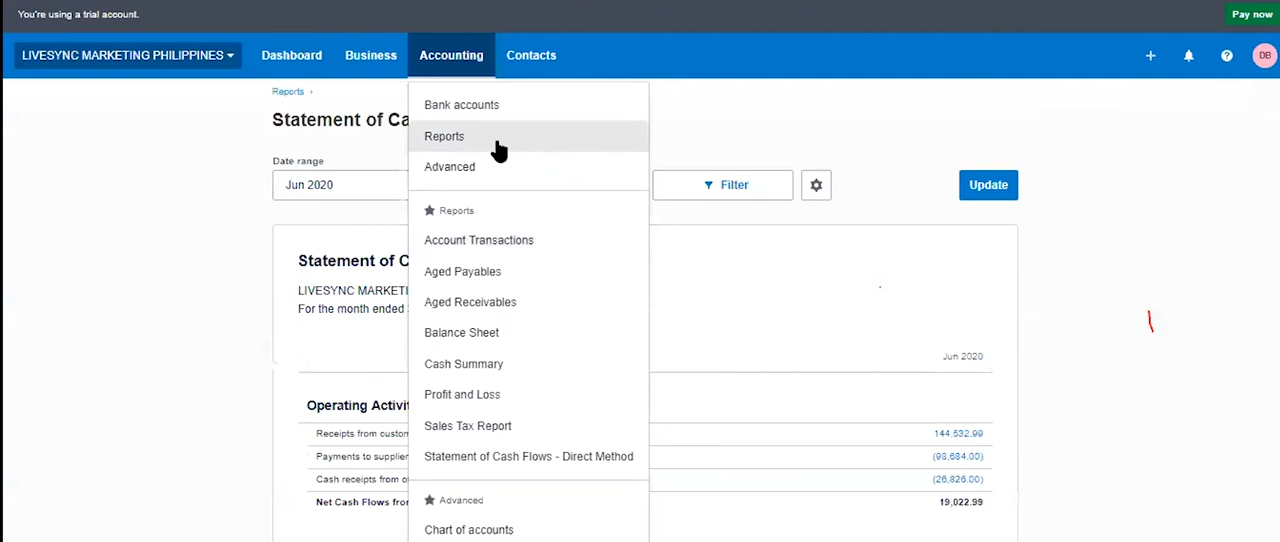 You're using a trial account.
Pay now
LIVESYNC MARKETING PHILIPPINES
Dashboard
Business
Accounting
Contacts
DB
Reports
Statement of Ca
Date range
Jun 2020
Bank accounts
Reports
Advanced
Reports
Account Transactions
Aged Payables
Aged Receivables
Balance Sheet
Cash Summary
Profit and Loss
Sales Tax Report
Statement of Cash Flows - Direct Method
Advanced
Chart of accounts
Filter
Update
Statement of C
LIVESYNC MARKETI
For the month ended
Jun 2020
Operating Activi
Receipts from custom 144,532.99
Payments to supplier (98,684.00)
Cash receipts from o (26,826.00)
Net Cash Flows from 19,022.99